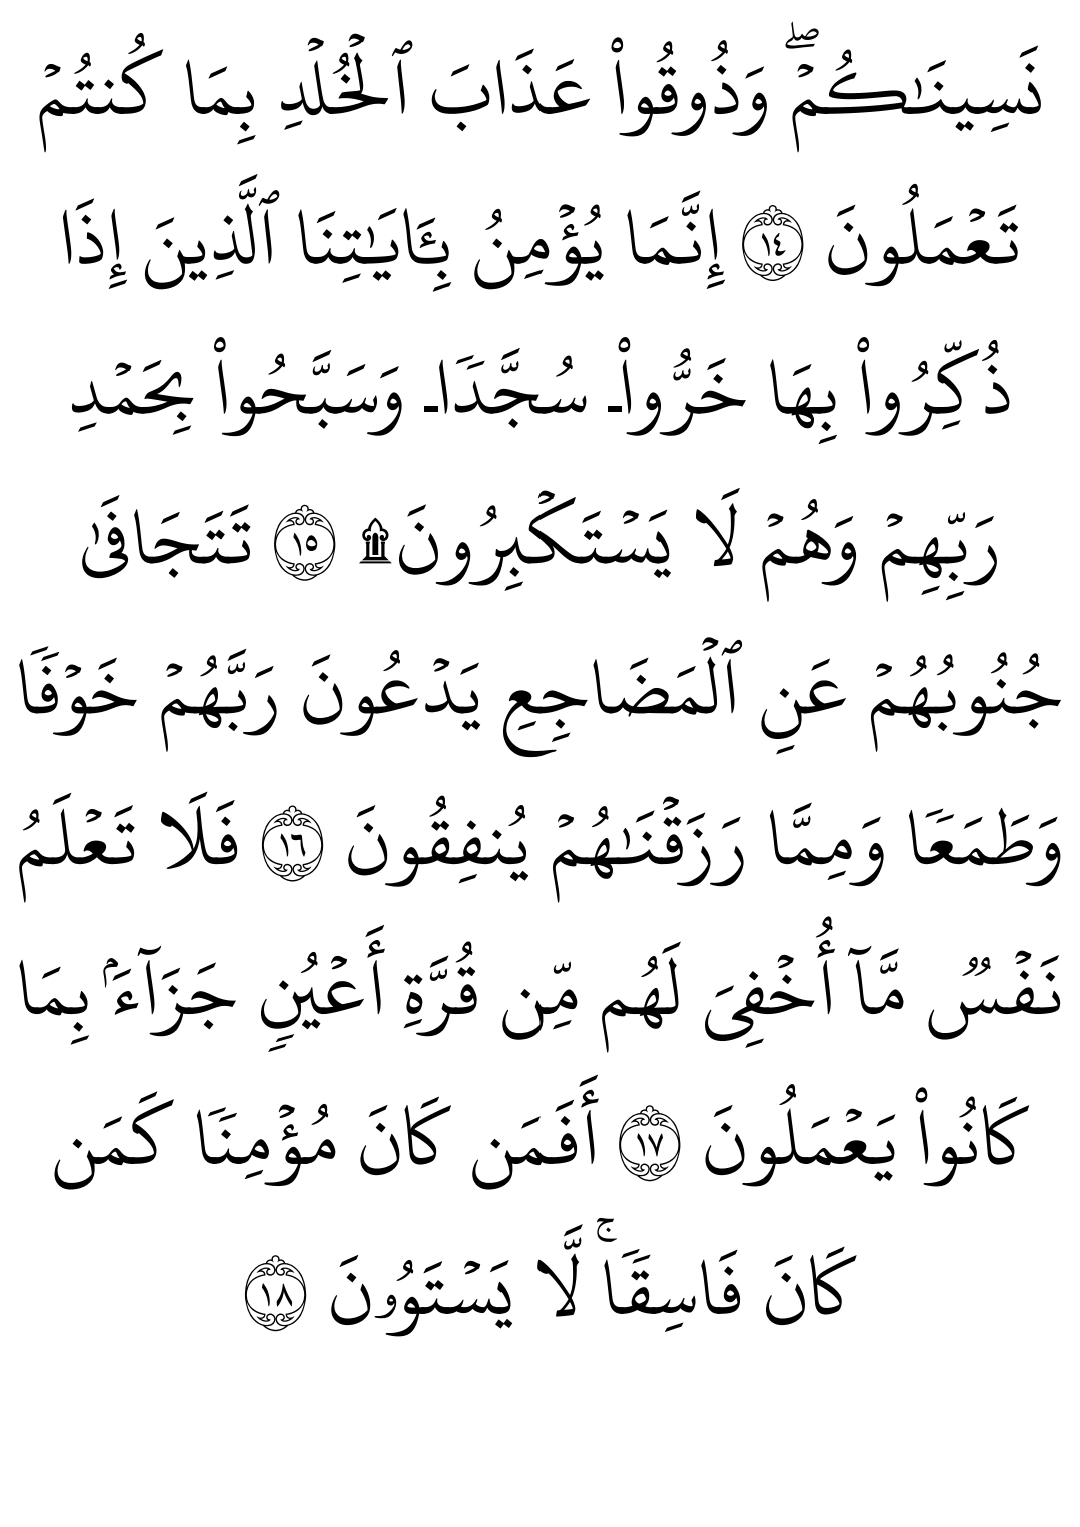 نَسِينَٰكُمۡۖ وَذُوقُواْ عَذَابَ ٱلۡخُلۡدِ بِمَا كُنتُمۡ
تَعۡمَلُونَ ١٤ إِنَّمَا يُؤۡمِنُ بِـَٔايَٰتِنَا ٱلَّذِينَ إِذَا
ذُكِّرُواْ بِهَا خَرُّواْۤ سُجَّدٗاۤ وَسَبَّحُواْ بِحَمۡدِ
رَبِّهِمۡ وَهُمۡ لَا يَسۡتَكۡبِرُونَ۩ ١٥ تَتَجَافَىٰ
جُنُوبُهُمۡ عَنِ ٱلۡمَضَاجِعِ يَدۡعُونَ رَبَّهُمۡ خَوۡفٗا
وَطَمَعٗا وَمِمَّا رَزَقۡنَٰهُمۡ يُنفِقُونَ ١٦ فَلَا تَعۡلَمُ
نَفۡسٞ مَّآ أُخۡفِيَ لَهُم مِّن قُرَّةِ أَعۡيُنٖ جَزَآءَۢ بِمَا
كَانُواْ يَعۡمَلُونَ ١٧ أَفَمَن كَانَ مُؤۡمِنٗا كَمَن
كَانَ فَاسِقٗاۚ لَّا يَسۡتَوُۥنَ ١٨